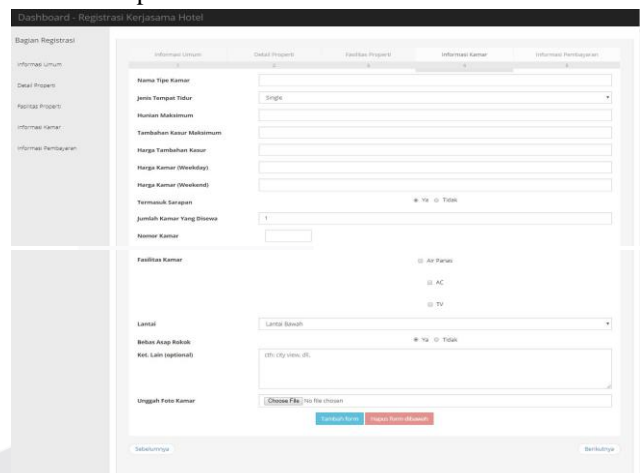 Dashboard - Registrasi Kerjasama Hotel
Bagian Registrasi
Informasi Umum
Detail Properti
Fasilitas Properti
Informasi Kamar
Informasi Pembayaran
Informasi Umum Detail Properti Fasilitas Properti Informasi Kamar Informasi Pembayaran
Nama Tipe Kamar
Jenis Tempat Tidur Single
Hunian Maksimum
Tambahan Kasur Maksimum
Harga Tambahan Kasur
Harga Kamar (Weekday)
Harga Kamar (Weekend)
Termasuk Sarapan Ya Tidak
Jumlah Kamar Yang Disewa 1
Nomor Kamar
Fasilitas Kamar Air Panas
AC
TV
Lantai Lantai Bawah
Bebas Asap Rokok Ya Tidak
Ket. Lain (optional) cth: city view, dll.
Unggah Foto Kamar Choose File No file chosen
Tambah form Hapus form dibawah
Sebelumnya Berikutnya